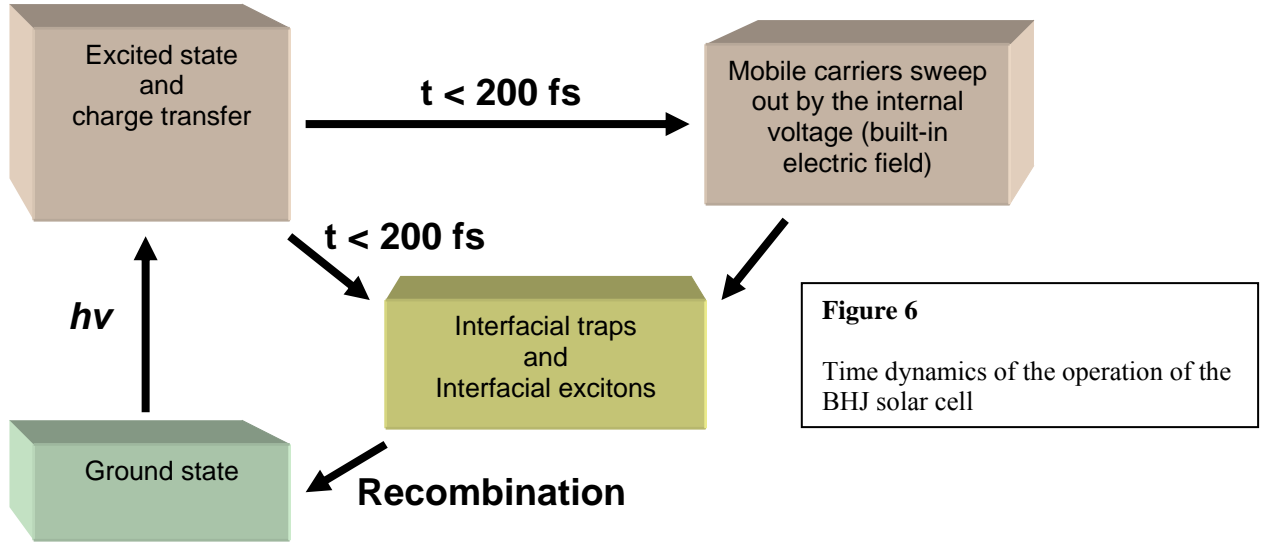 Excited state
and
charge transfer
t < 200 fs
Mobile carriers sweep
out by the internal
voltage (built-in
electric field)
t < 200 fs
hv
Interfacial traps
and
Interfacial excitons
Figure 6
Time dynamics of the operation of the
BHJ solar cell
Ground state
Recombination